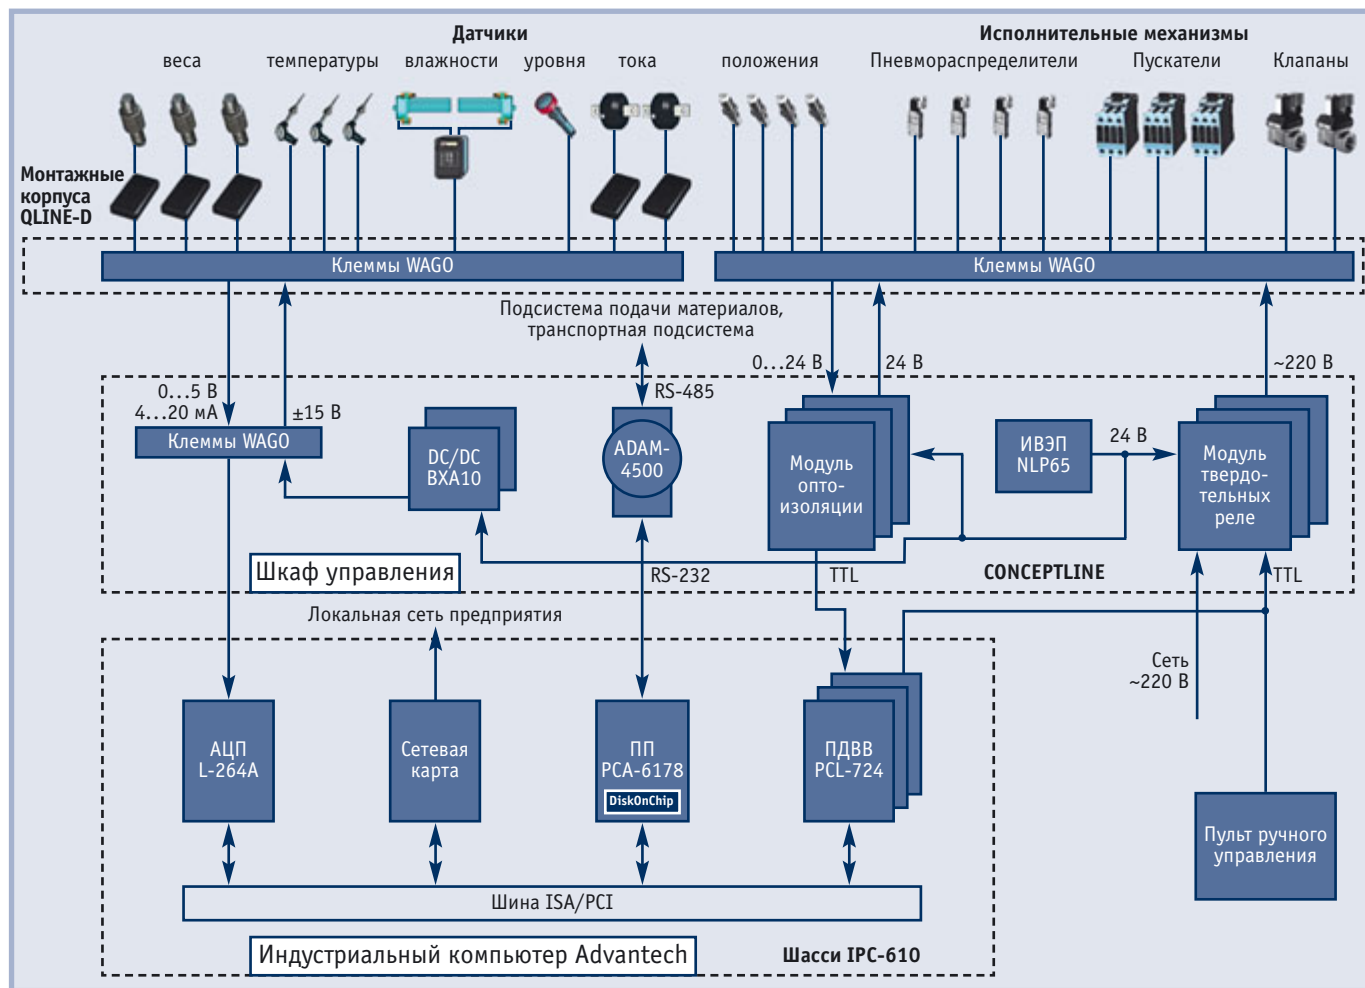 Датчики
Исполнительные механизмы
веса
температуры
влажности
уровня
тока
положения
Пневмораспределители
Пускатели
Клапаны
Монтажные
корпуса
QLINE-D
Клеммы WAGO
Клеммы WAGO
Подсистема подачи материалов,
транспортная подсистема
0...5 В
4...20 мА
±15 В
RS-485
0...24 В
24 В
~220 В
Клеммы WAGO
DC/DC
BXA10
ADAM-
4500
Модуль
опто-
изоляции
ИВЭП
NLP65
24 В
Модуль
твердо-
тельных
реле
Шкаф управления
RS-232
TTL
CONCEPTLINE
TTL
Локальная сеть предприятия
Сеть
~220 В
АЦП
L-264A
Сетевая
карта
ПП
PCA-6178
DiskOnChip
ПДВВ
PCL-724
Пульт ручного
управления
Шина ISA/PCI
Индустриальный компьютер Advantech
Шасси IPC-610